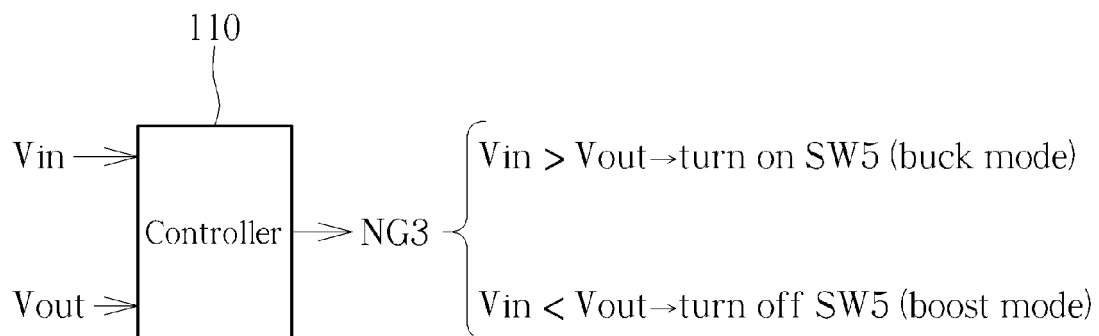 110
Vin
Vin > Vout→turn on SW5 (buck mode)
Controller
NG3
Vout
Vin < Vout→turn off SW5 (boost mode)